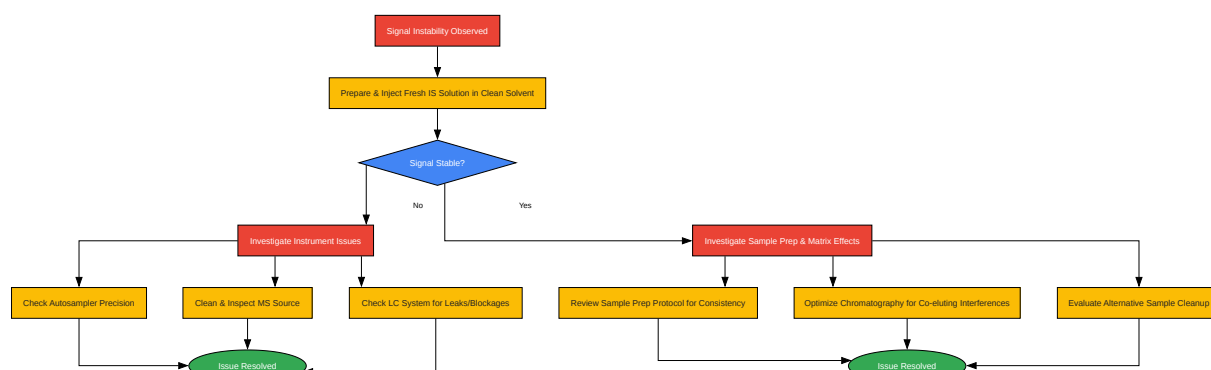 Signal Instability Observed
Prepare & Inject Fresh IS Solution in Clean Solvent
Signal Stable?
No
Yes
Investigate Instrument Issues
Investigate Sample Prep & Matrix Effects
Check Autosampler Precision
Clean & Inspect MS Source
Check LC System for Leaks/Blockages
Review Sample Prep Protocol for Consistency
Optimize Chromatography for Co-eluting Interferences
Evaluate Alternative Sample Cleanup
Issue Resolved
Issue Resolved